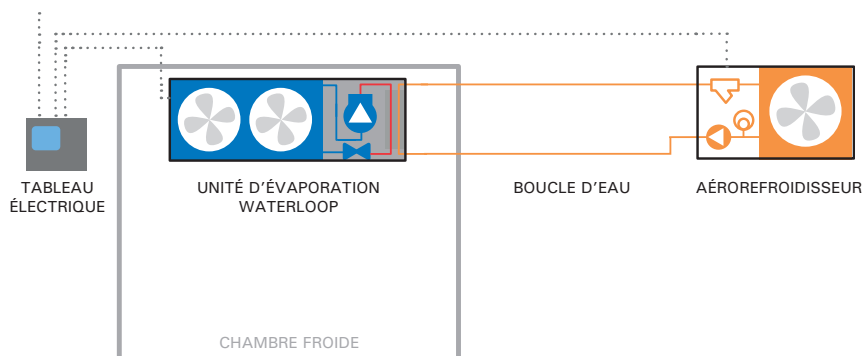 TABLEAU
ÉLECTRIQUE
UNITÉ D'ÉVAPORATION
WATERLOOP
BOUCLE D'EAU
AÉROREFROIDISSEUR
CHAMBRE FROIDE